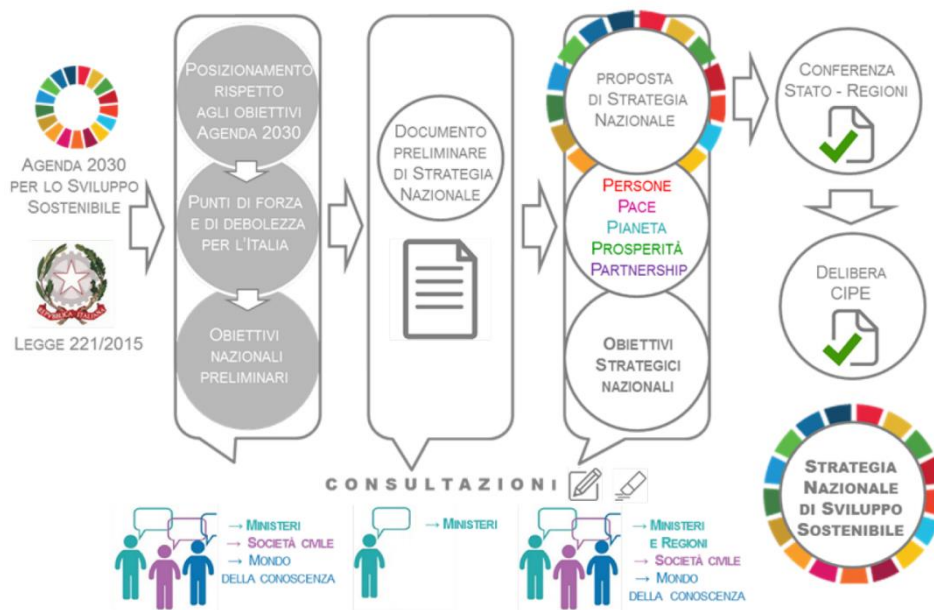 AGENDA 2030
PER LO SVILUPPO
SOSTENIBILE
LEGGE 221/2015
POSIZIONAMENTO
RISPETTO
AGLI OBIETTIVI
AGENDA 2030
PUNTI DI FORZA
E DI DEBOLEZZA
PER L'ITALIA
OBIETTIVI
NAZIONALI
PRELIMINARI
DOCUMENTO
PRELIMINARE
DI STRATEGIA
NAZIONALE
PROPOSTA
DI STRATEGIA
NAZIONALE
PERSONE
PACE
PIANETA
PROSPERITÀ
PARTNERSHIP
OBIETTIVI
STRATEGICI
NAZIONALI
CONFERENZA
STATO - REGIONI
DELIBERA
CIPE
STRATEGIA
NAZIONALE
DI SVILUPPO
SOSTENIBILE
CONSULTAZIONI
→ MINISTERI
→ SOCIETÀ CIVILE
→ MONDO
DELLA CONOSCENZA
→ MINISTERI
→ MINISTERI
E REGIONI
→ SOCIETÀ CIVILE
→ MONDO
DELLA CONOSCENZA